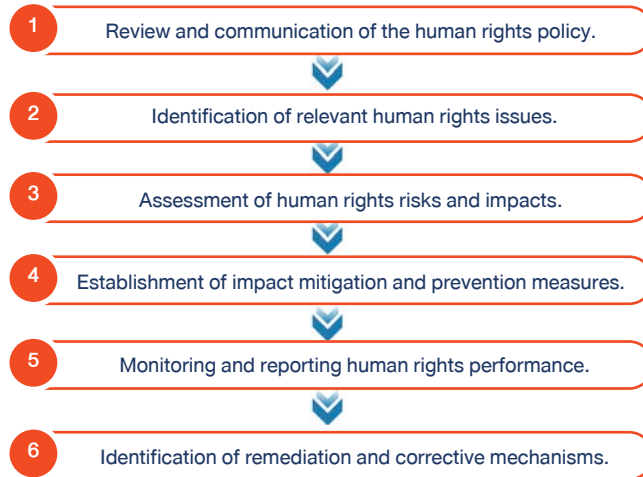 1 Review and communication of the human rights policy.
2 Identification of relevant human rights issues.
3 Assessment of human rights risks and impacts.
4 Establishment of impact mitigation and prevention measures.
5 Monitoring and reporting human rights performance.
6 Identification of remediation and corrective mechanisms.